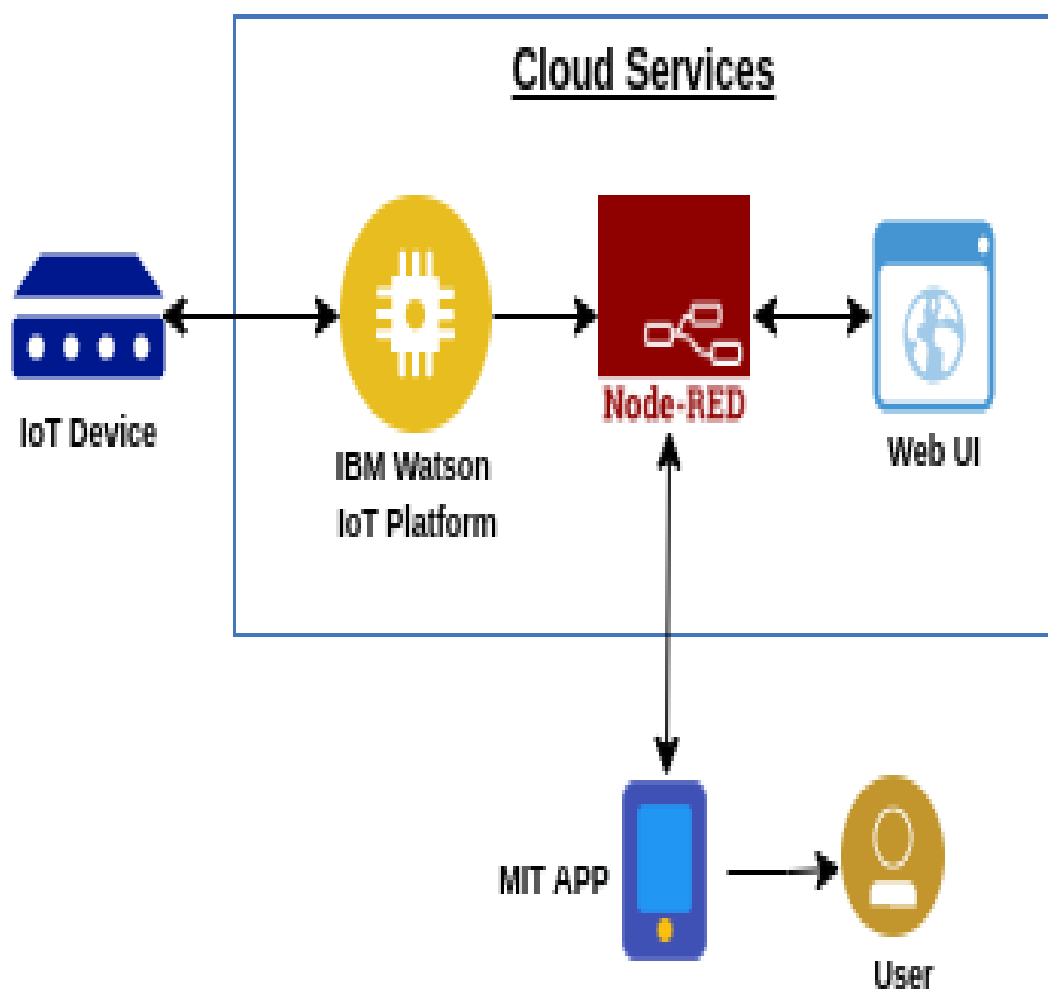 Cloud Services
IoT Device
IBM Watson
IoT Platform
Node-RED
Web UI
MIT APP
User